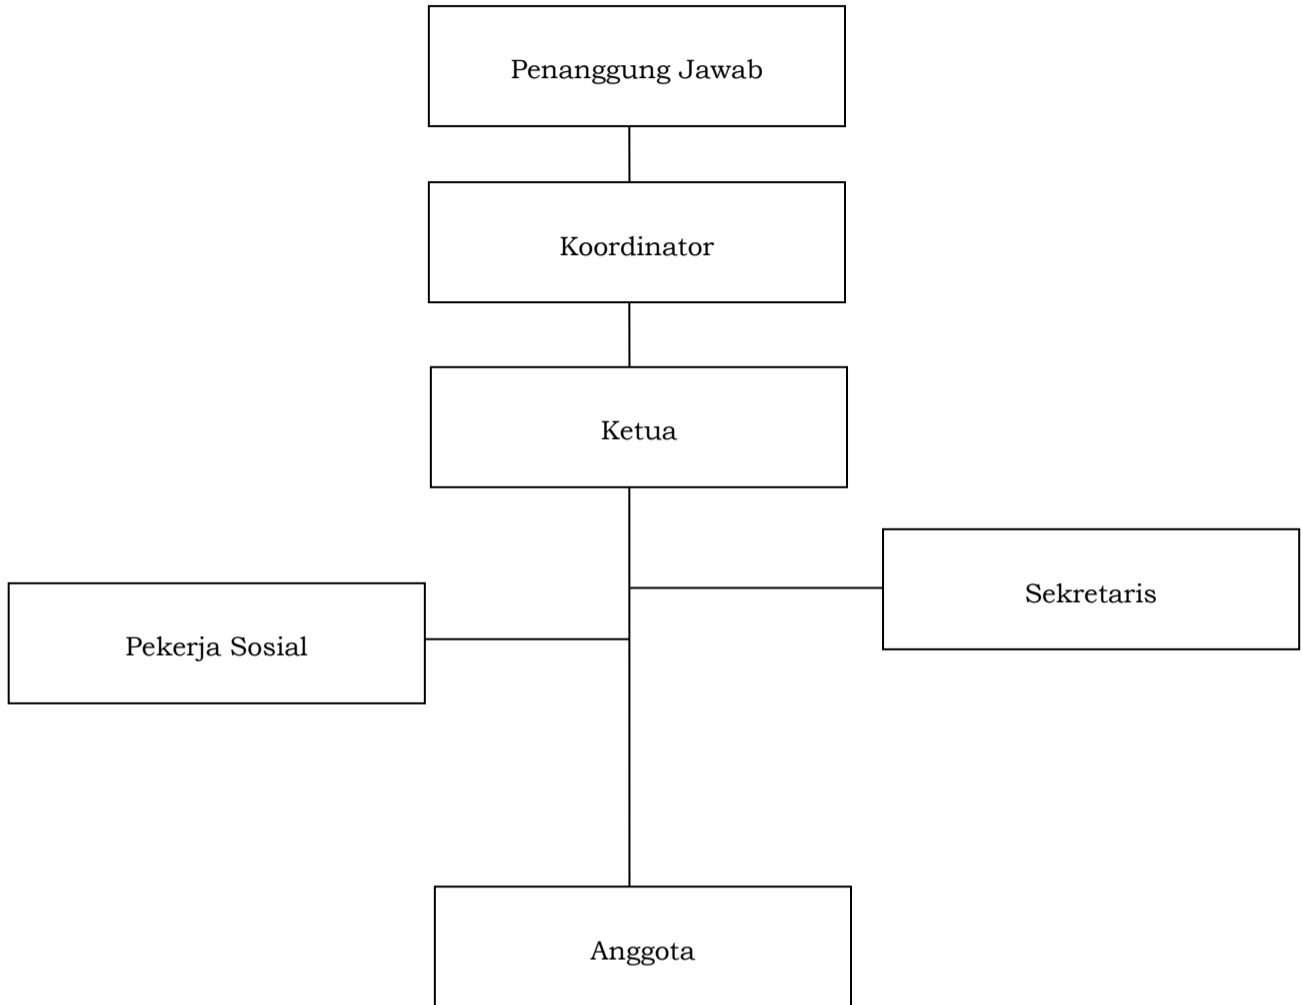 Penanggung Jawab
Koordinator
Ketua
Sekretaris
Pekerja Sosial
Anggota